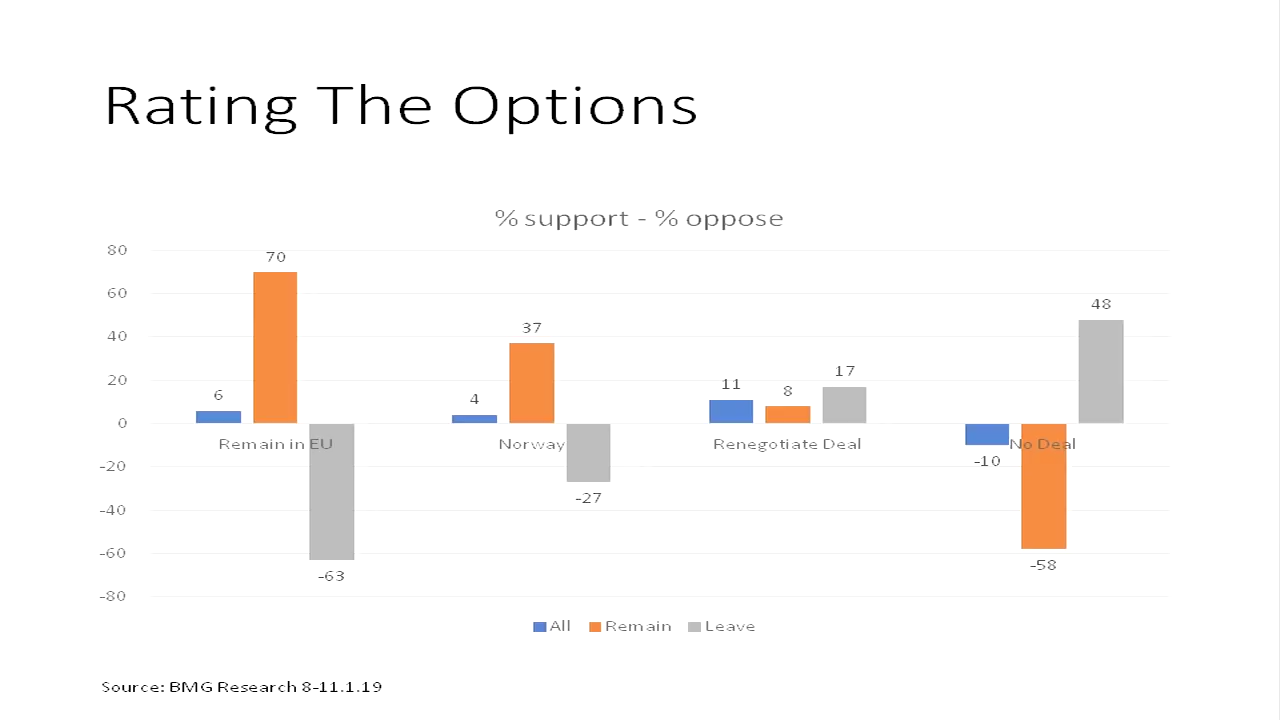 Rating The Options
% support - % oppose
80
60
40
20
0
-20
-40
-60
-80
6
70
-63
4
37
-27
11
8
17
-10
-58
48
Remain in EU
Norway
Renegotiate Deal
No Deal
All
Remain
Leave
Source: BMG Research 8-11.1.19